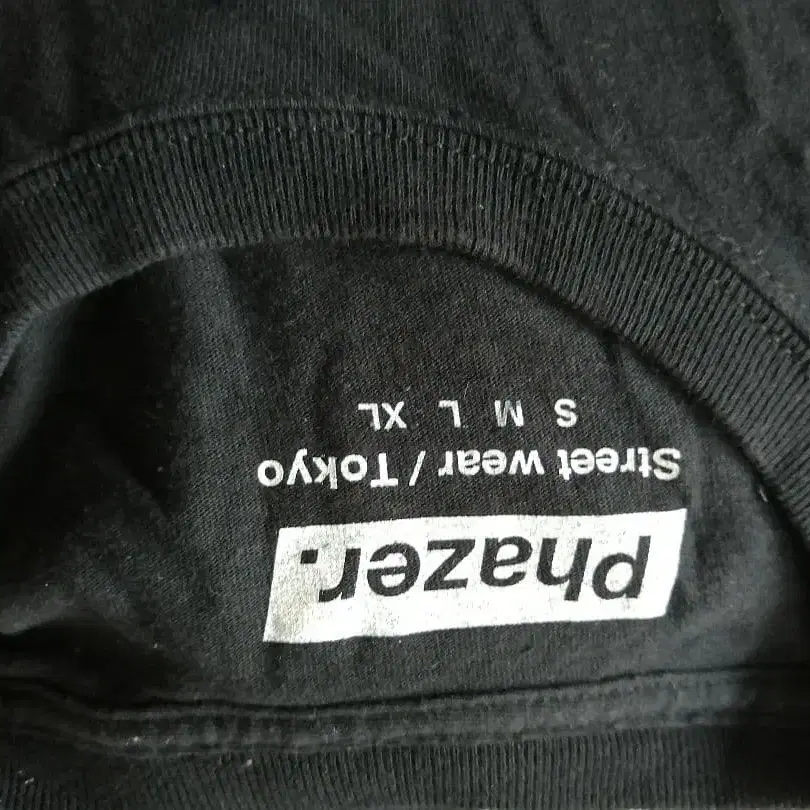 Phazer.
Street wear / Tokyo
S M L XL